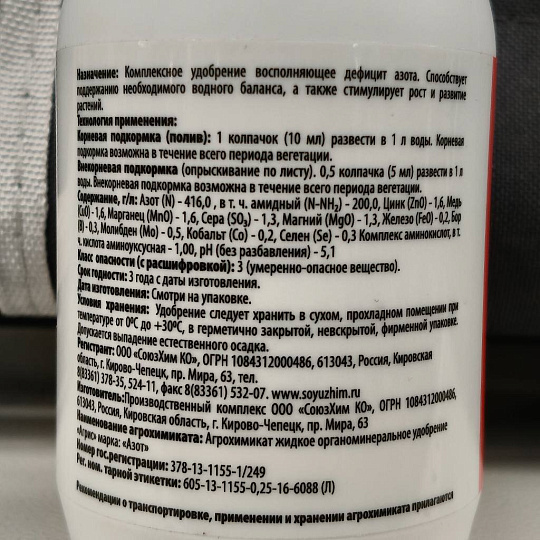 Назначение: Комплексное удобрение восполняющее дефицит азота. Способствует
поддержанию необходимого водного баланса, а также стимулирует рост и развитие
растений.
Технология применения:
Корневая подкормка (полив): 1 колпачок (10 мл) развести в 1 л воды. Корневая
подкормка возможна в течение всего периода вегетации.
Внекорневая подкормка (опрыскивание по листу). 0,5 колпачка (5 мл) развести в 1 л
воды. Внекорневая подкормка возможна в течение всего периода вегетации.
Содержание, г/л: Азот (N) - 416,0 , в т. ч. амидный (N-NH₂) - 200,0, Цинк (ZnO) - 1,6, Медь
(CuO) - 1,6, Марганец (MnO) - 1,6, Сера (SO₃) - 1,3, Магний (MgO) - 1,3, Железо (FeO) - 0,2, Бор
(B) - 0,3, Молибден (Mo) - 0,5, Кобальт (Co) - 0,2, Селен (Se) - 0,3 Комплекс аминокислот, в т.
ч. кислота аминоуксусная - 1,00, pH (без разбавления) - 5,1
Класс опасности (с расшифровкой): 3 (умеренно-опасное вещество).
Срок годности: 3 года с даты изготовления.
Дата изготовления: Смотри на упаковке.
Условия хранения: Удобрение следует хранить в сухом, прохладном помещении при
температуре от 0ºC до +30ºC, в герметично закрытой, невскрытой, фирменной упаковке.
Допускается выпадение естественного осадка.
Регистрант: ООО «СоюзХим КО», ОГРН 1084312000486, 613043, Россия, Кировская
область, г. Кирово-Чепецк, пр. Мира, 63, тел.
8(83361) 378-35, 524-11, факс 8(83361) 532-07. www.soyuzhim.ru
Изготовитель:Производственный комплекс ООО «СоюзХим КО», ОГРН 1084312000486,
613043, Россия, Кировская область, г. Кирово-Чепецк, пр. Мира, 63
Наименование агрохимиката: Агрохимикат жидкое органоминеральное удобрение
«Агрис» марка: «Азот»
Номер гос.регистрации: 378-13-1155-1/249
Рег. ном. тарной этикетки: 605-13-1155-0,25-16-6088 (Л)
Рекомендации о транспортировке, применении и хранении агрохимиката прилагаются